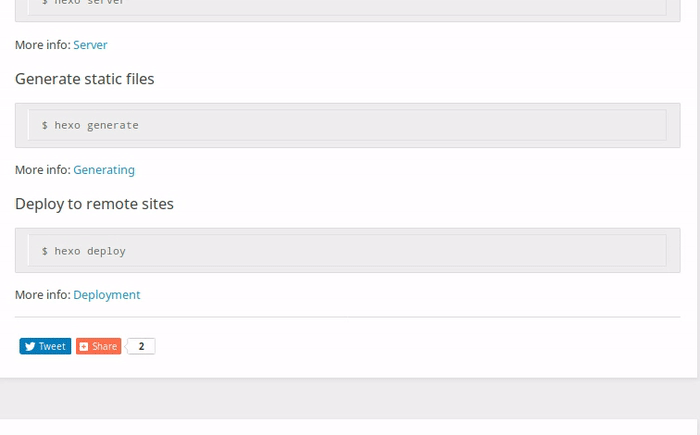 $ hexo server
More info: Server
Generate static files
$ hexo generate
More info: Generating
Deploy to remote sites
$ hexo deploy
More info: Deployment
Tweet Share 2